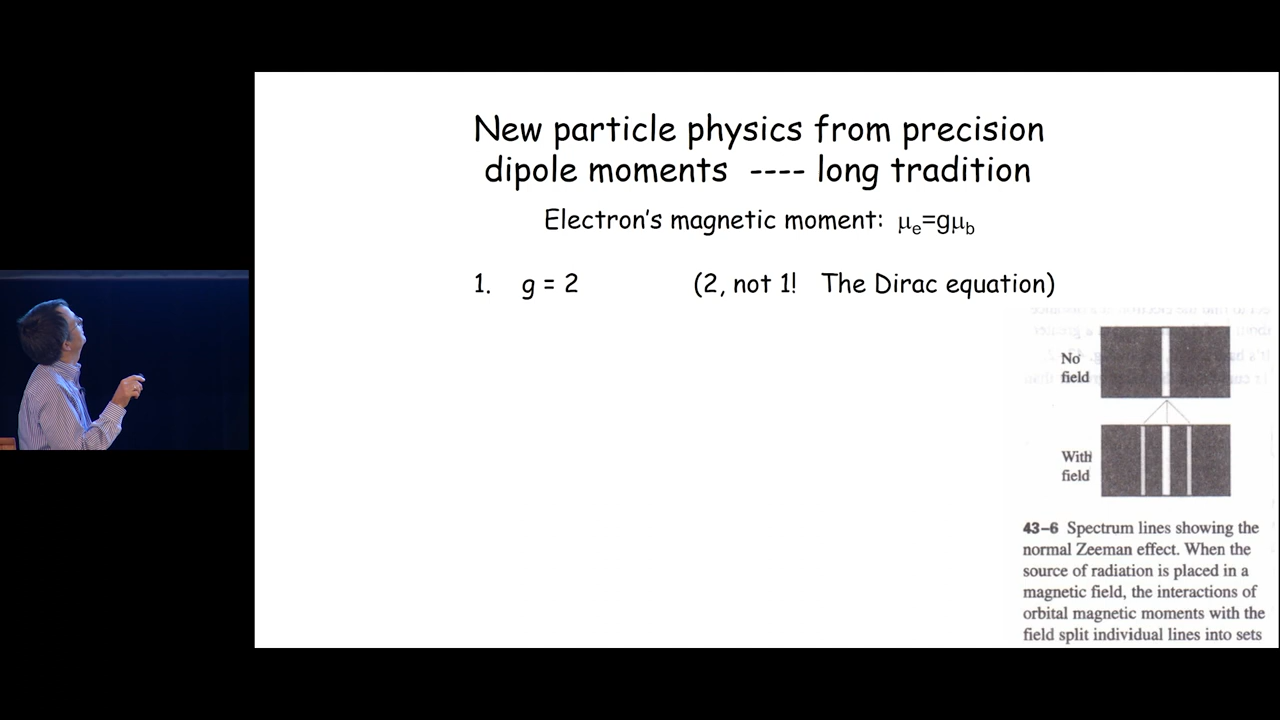 New particle physics from precision
dipole moments ---- long tradition
Electron's magnetic moment: μe=gμb
1. g = 2 (2, not 1! The Dirac equation)
No
field
With
field
43–6 Spectrum lines showing the
normal Zeeman effect. When the
source of radiation is placed in a
magnetic field, the interactions of
orbital magnetic moments with the
field split individual lines into sets